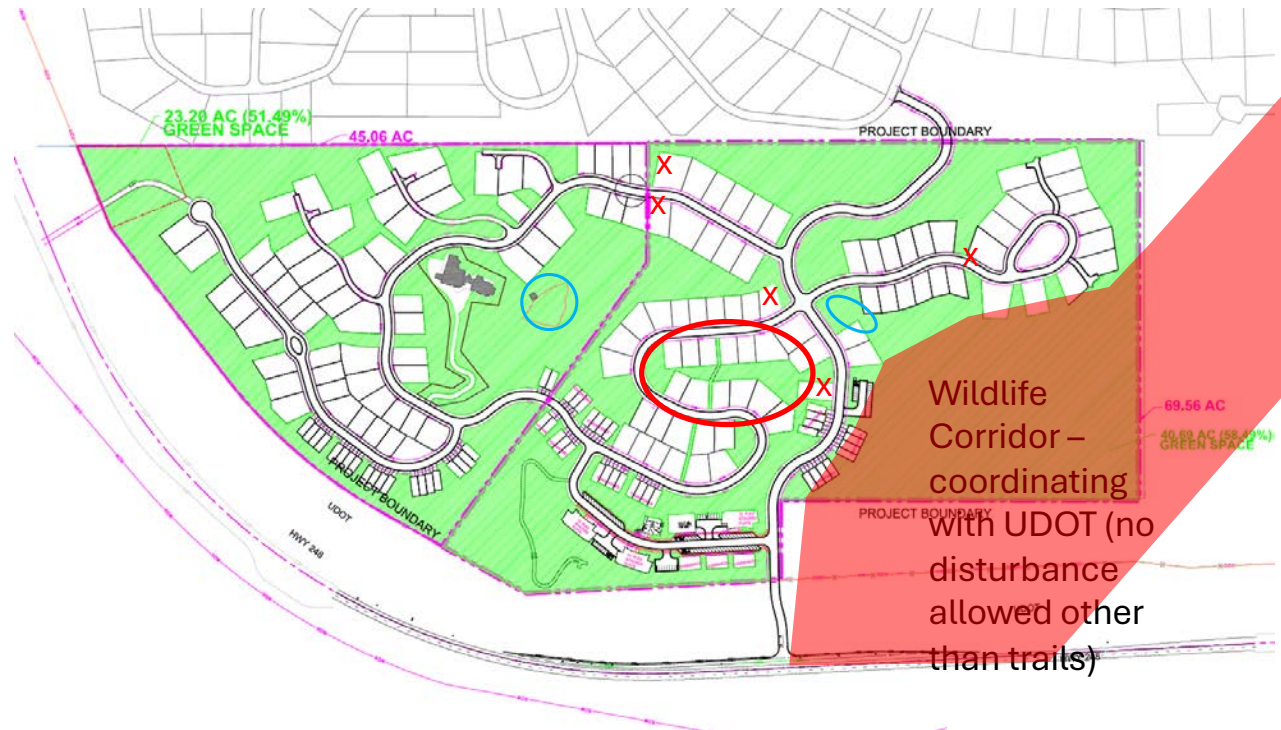 23.20 AC (51.49%)
GREEN SPACE
45.06 AC
PROJECT BOUNDARY
X
X
X
X
X
69.56 AC
40.69 AC (58.49%)
GREEN SPACE
Wildlife
Corridor –
coordinating
with UDOT (no
disturbance
allowed other
than trails)
PROJECT BOUNDARY
PROJECT BOUNDARY
UDOT
HWY 248
UDOT